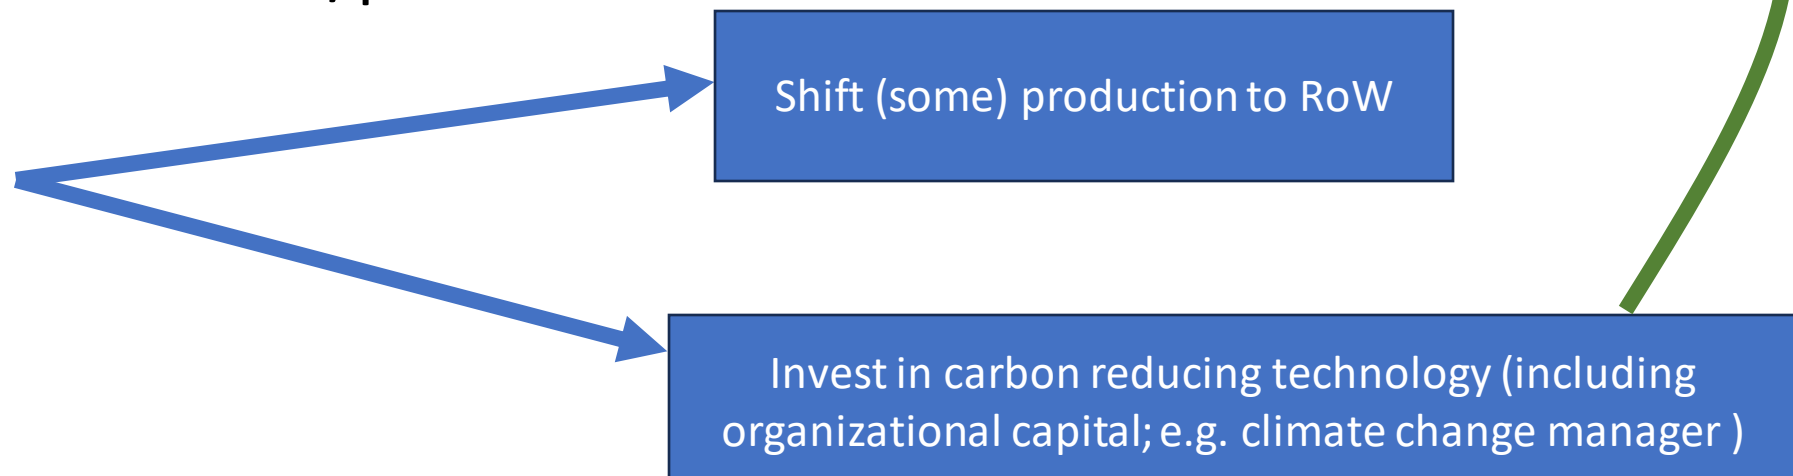 Shift (some) production to RoW
Invest in carbon reducing technology (including
organizational capital; e.g. climate change manager )